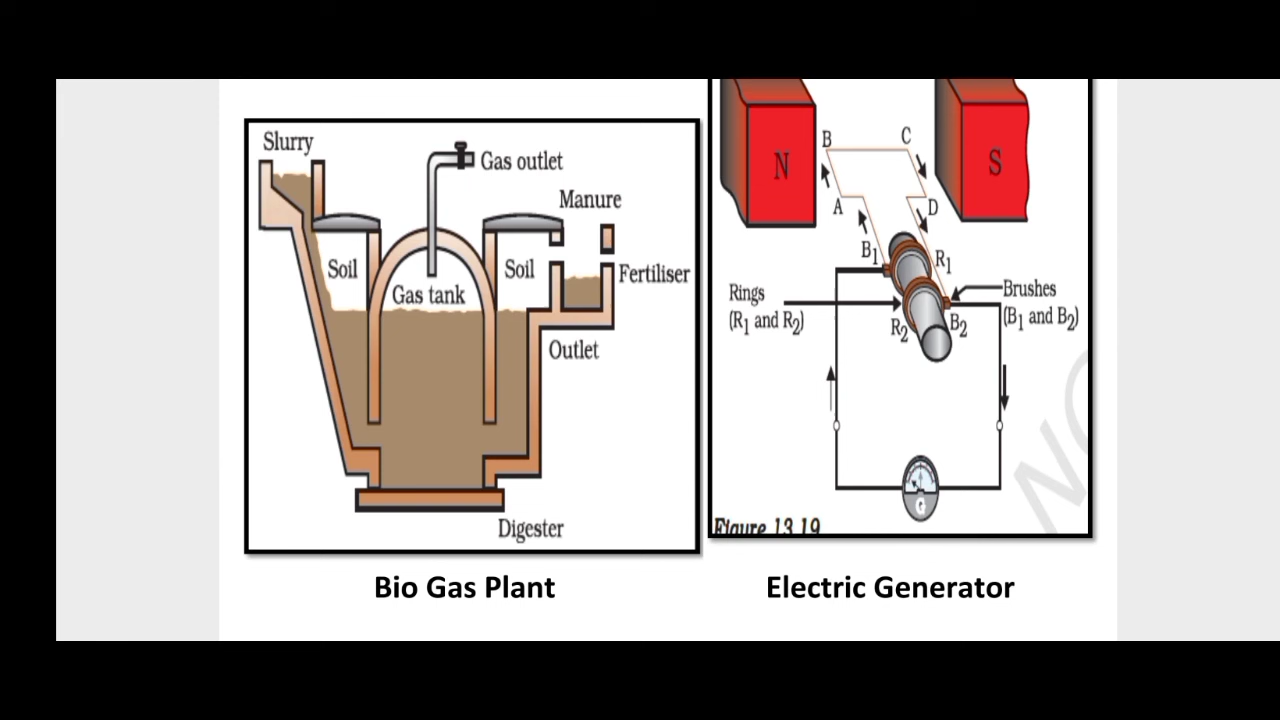 Slurry
Gas outlet
Manure
Soil
Soil
Gas tank
Fertiliser
Outlet
Digester
Bio Gas Plant
N
S
B
C
A
D
B1
R1
Rings
(R1 and R2)
Brushes
(B1 and B2)
R2
B2
G
Figure 13.19
Electric Generator